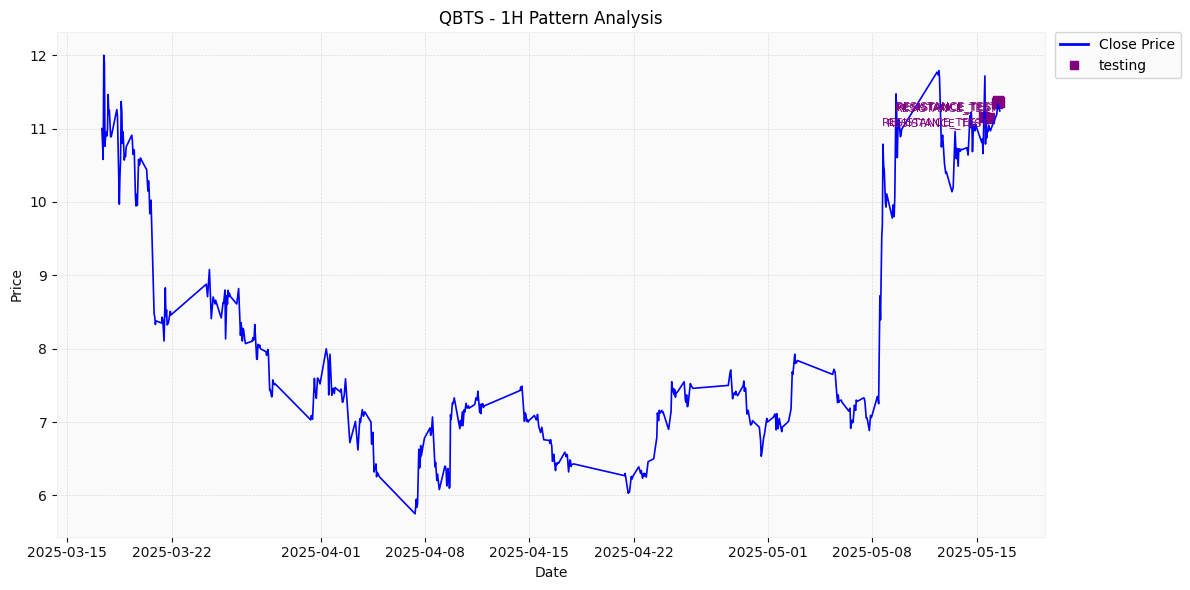 QBTS - 1H Pattern Analysis
Close Price
testing
RESISTANCE_TEST
RESISTANCE_TEST
Price
12
11
10
9
8
7
6
2025-03-15
2025-03-22
2025-04-01
2025-04-08
2025-04-15
2025-04-22
2025-05-01
2025-05-08
2025-05-15
Date